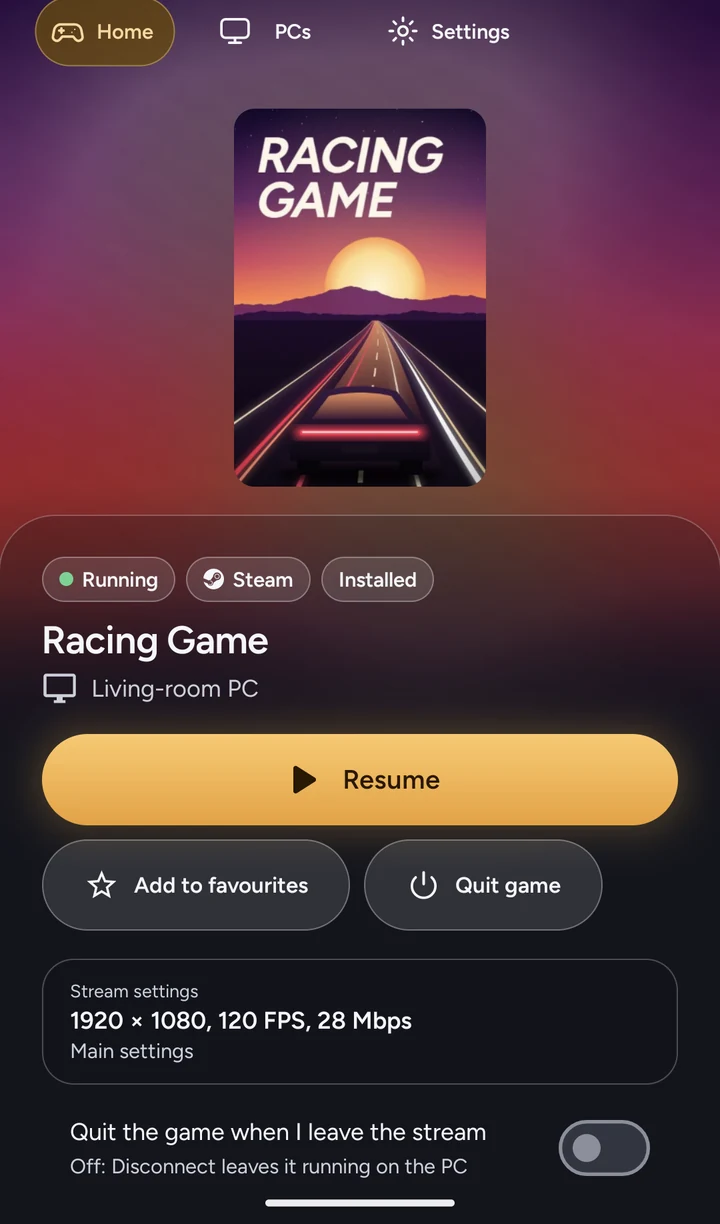 Home
PCs
Settings
RACING
GAME
Running
Steam
Installed
Racing Game
Living-room PC
Resume
Add to favourites
Quit game
Stream settings
1920 × 1080, 120 FPS, 28 Mbps
Main settings
Quit the game when I leave the stream
Off: Disconnect leaves it running on the PC